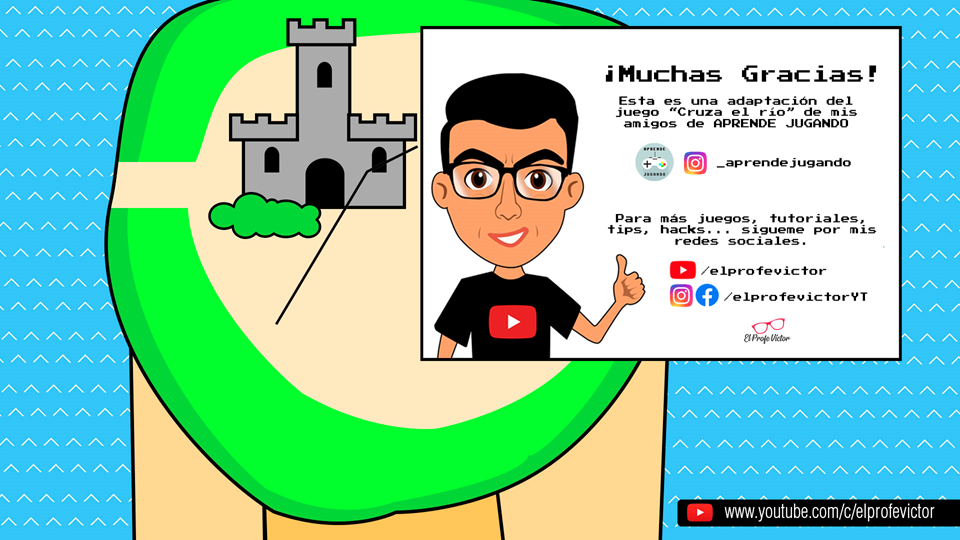 ¡Muchas Gracias!
Esta es una adaptación del
juego “Cruza el río” de mis
amigos de APRENDE JUGANDO
APRENDE
JUGANDO
_aprendejugando
Para más juegos, tutoriales,
tips, hacks... sigueme por mis
redes sociales.
/elprofevictor
/elprofevictorYT
El Profe Victor
www.youtube.com/c/elprofevictor